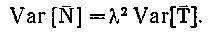 Var [N̄] = λ² Var[T̄].